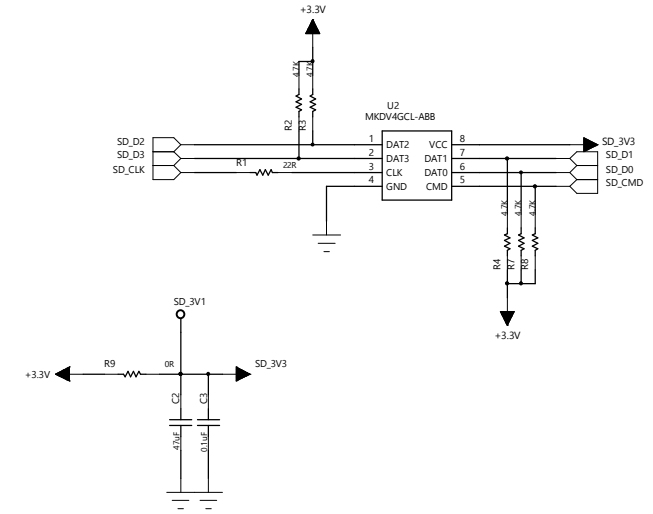 +3.3V
4.7K
4.7K
R2
R3
U2
MKDV4GCL-ABB
SD_D2
SD_D3
SD_CLK
R1
22R
1
2
3
4
DAT2
DAT3
CLK
GND
VCC
DAT1
DAT0
CMD
8
7
6
5
SD_3V3
SD_D1
SD_D0
SD_CMD
4.7K
4.7K
4.7K
R4
R7
R8
+3.3V
SD_3V1
+3.3V
R9
0R
SD_3V3
C2
C3
47uF
0.1uF